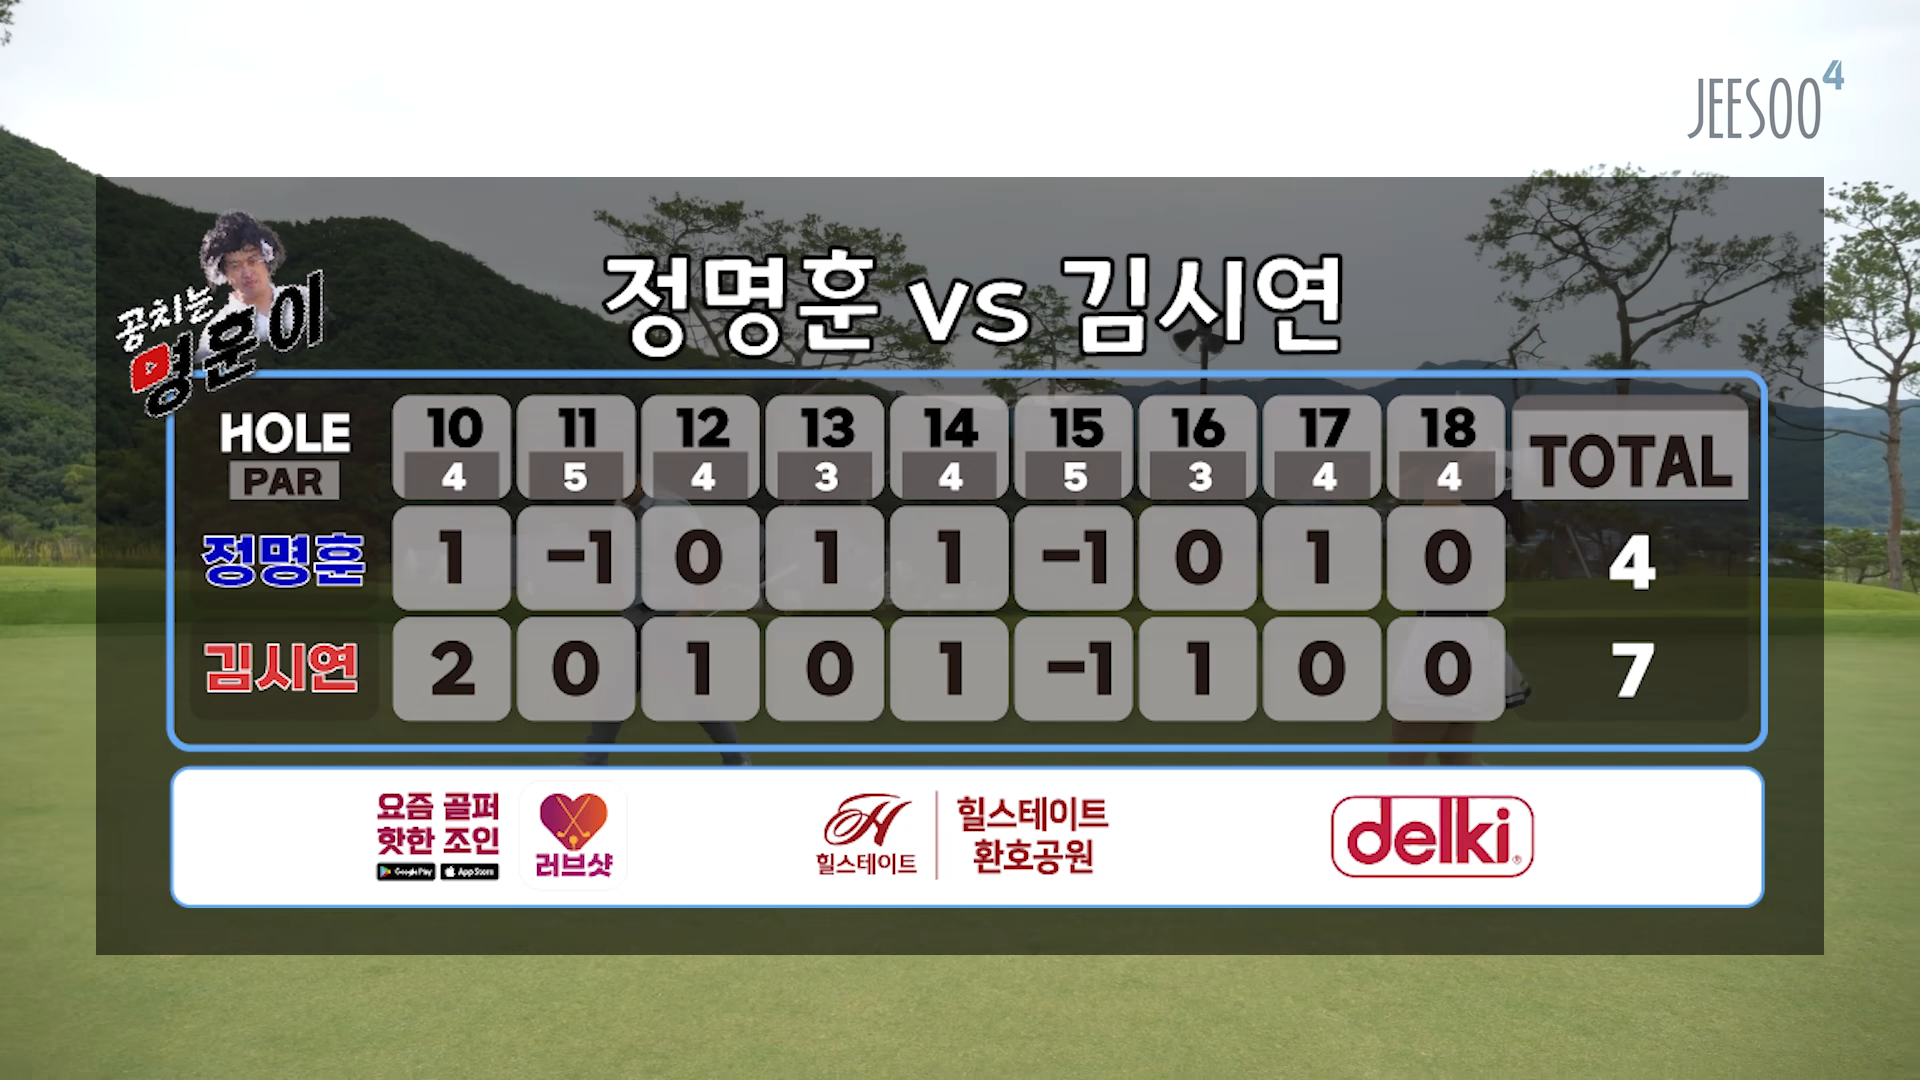 JEESOO⁴
공치는
명훈이
정명훈 vs 김시연
HOLE 10 11 12 13 14 15 16 17 18 TOTAL
PAR 4 5 4 3 4 5 3 4 4
정명훈 1 -1 0 1 1 -1 0 1 0 4
김시연 2 0 1 0 1 -1 1 0 0 7
요즘 골퍼
핫한 조인
Google Play App Store
러브샷
힐스테이트
힐스테이트
환호공원
delki®